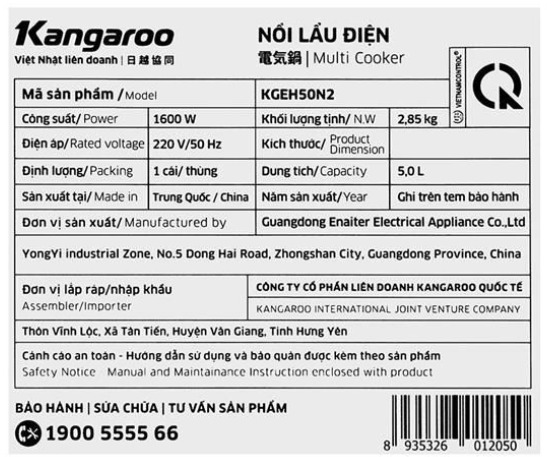 Kangaroo
Việt Nhật liên doanh | 日越協同
NỒI LẨU ĐIỆN
電気鍋 | Multi Cooker
VIETNAMCONTROL®
Mã sản phẩm / Model KGEH50N2
Công suất/ Power 1600 W Khối lượng tịnh/ N.W 2,85 kg
Điện áp/Rated voltage 220 V/50 Hz Kích thước/ Product Dimension
Định lượng/Packing 1 cái/ thùng Dung tích/Capacity 5,0 L
Sản xuất tại/ Made in Trung Quốc / China Năm sản xuất/Year Ghi trên tem bảo hành
Đơn vị sản xuất/ Manufactured by Guangdong Enaiter Electrical Appliance Co.,Ltd
YongYi industrial Zone, No.5 Dong Hai Road, Zhongshan City, Guangdong Province, China
Đơn vị lắp ráp/nhập khẩu CÔNG TY CỔ PHẦN LIÊN DOANH KANGAROO QUỐC TẾ
Assembler/Importer KANGAROO INTERNATIONAL JOINT VENTURE COMPANY
Thôn Vĩnh Lộc, Xã Tân Tiến, Huyện Văn Giang, Tỉnh Hưng Yên
Cảnh cáo an toàn - Hướng dẫn sử dụng và bảo quản được kèm theo sản phẩm
Safety Notice - Manual and Maintainance Instruction enclosed with product
BẢO HÀNH | SỬA CHỮA | TƯ VẤN SẢN PHẨM
1900 5555 66
8 935326 012050